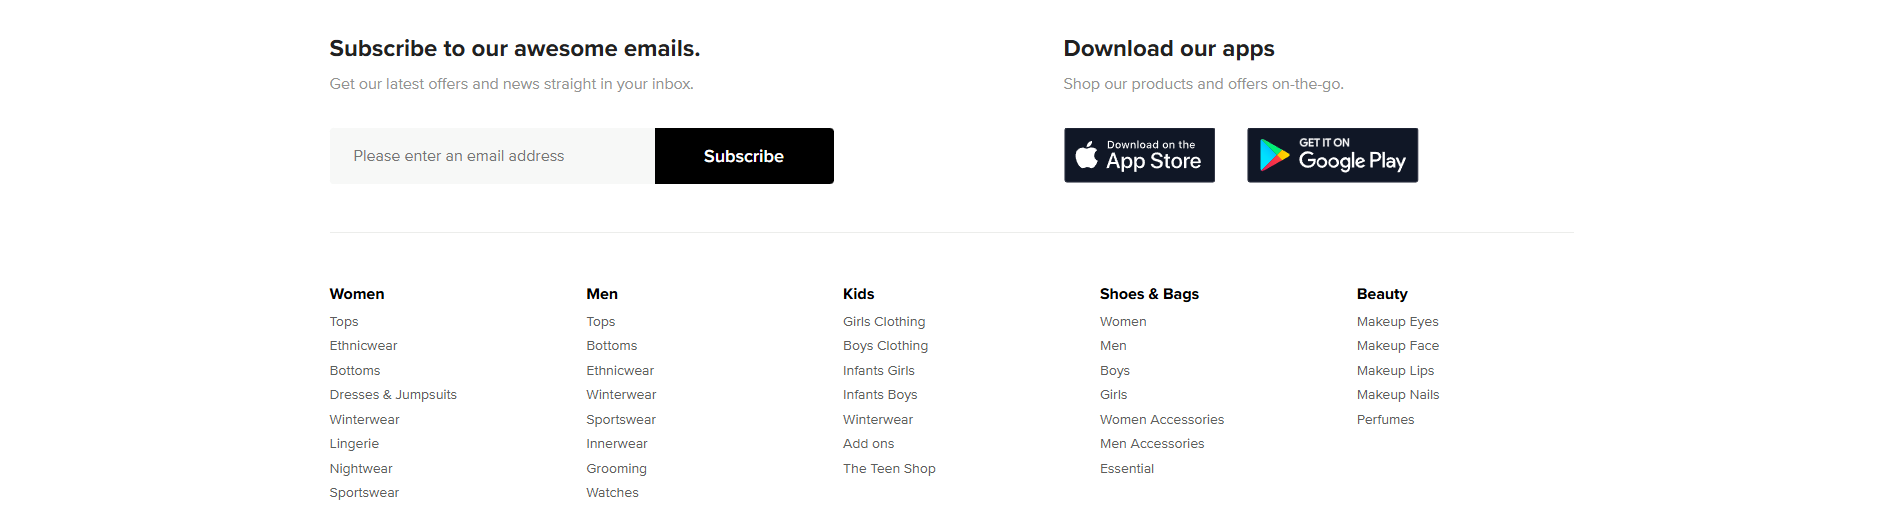 Subscribe to our awesome emails.
Get our latest offers and news straight in your inbox.
Please enter an email address
Subscribe
Download our apps
Shop our products and offers on-the-go.
Download on the
App Store
GET IT ON
Google Play
Women
Tops
Ethnicwear
Bottoms
Dresses & Jumpsuits
Winterwear
Lingerie
Nightwear
Sportswear
Men
Tops
Bottoms
Ethnicwear
Winterwear
Sportswear
Innerwear
Grooming
Watches
Kids
Girls Clothing
Boys Clothing
Infants Girls
Infants Boys
Winterwear
Add ons
The Teen Shop
Shoes & Bags
Women
Men
Boys
Girls
Women Accessories
Men Accessories
Essential
Beauty
Makeup Eyes
Makeup Face
Makeup Lips
Makeup Nails
Perfumes